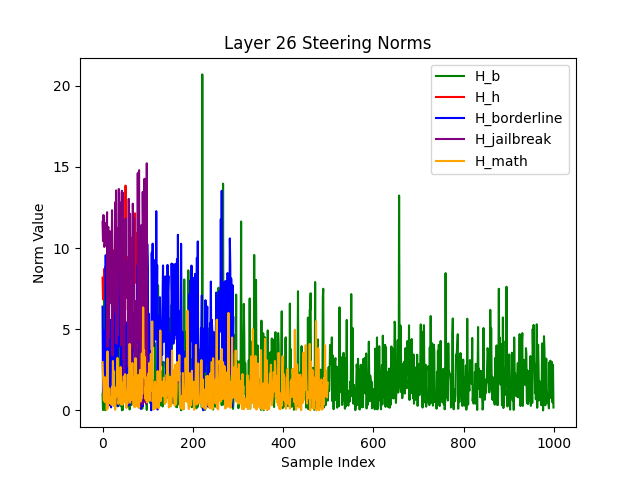 Layer 26 Steering Norms
H_b
H_h
H_borderline
H_jailbreak
H_math
Norm Value
20
15
10
5
0
0
200
400
600
800
1000
Sample Index